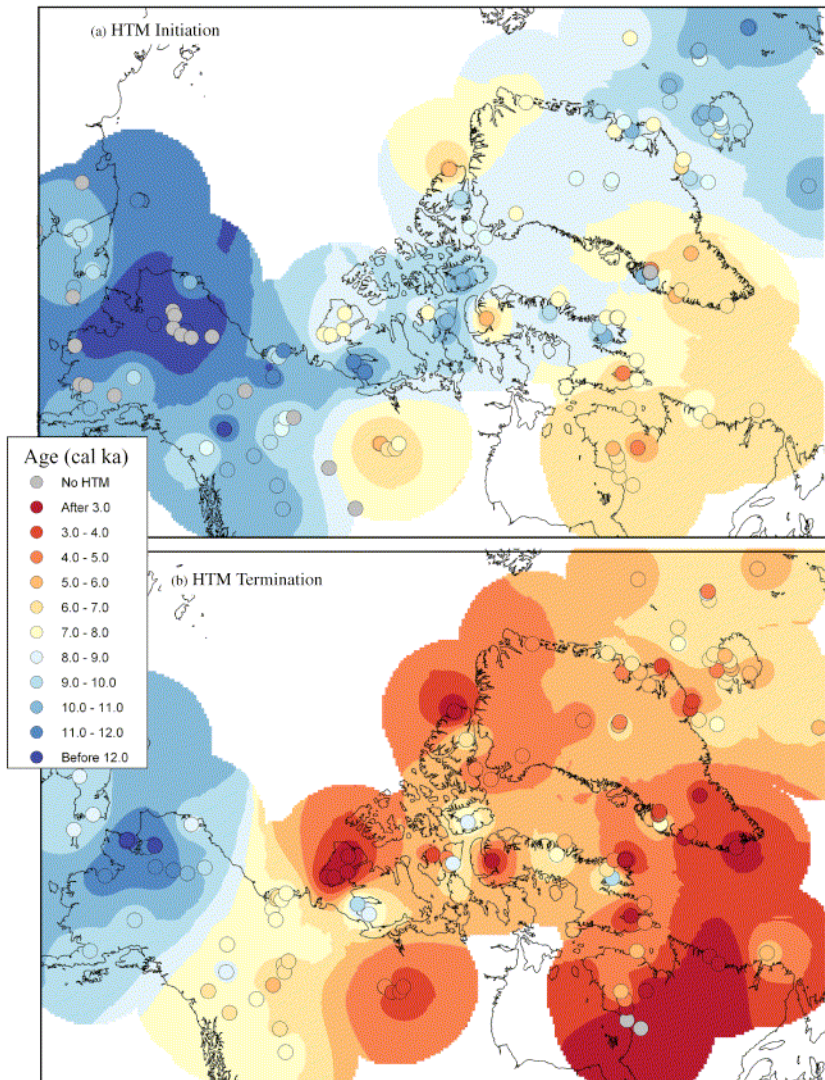 (a) HTM Initiation
Age (cal ka)
No HTM
After 3.0
3.0 - 4.0
4.0 - 5.0
5.0 - 6.0
6.0 - 7.0
7.0 - 8.0
8.0 - 9.0
9.0 - 10.0
10.0 - 11.0
11.0 - 12.0
Before 12.0
(b) HTM Termination